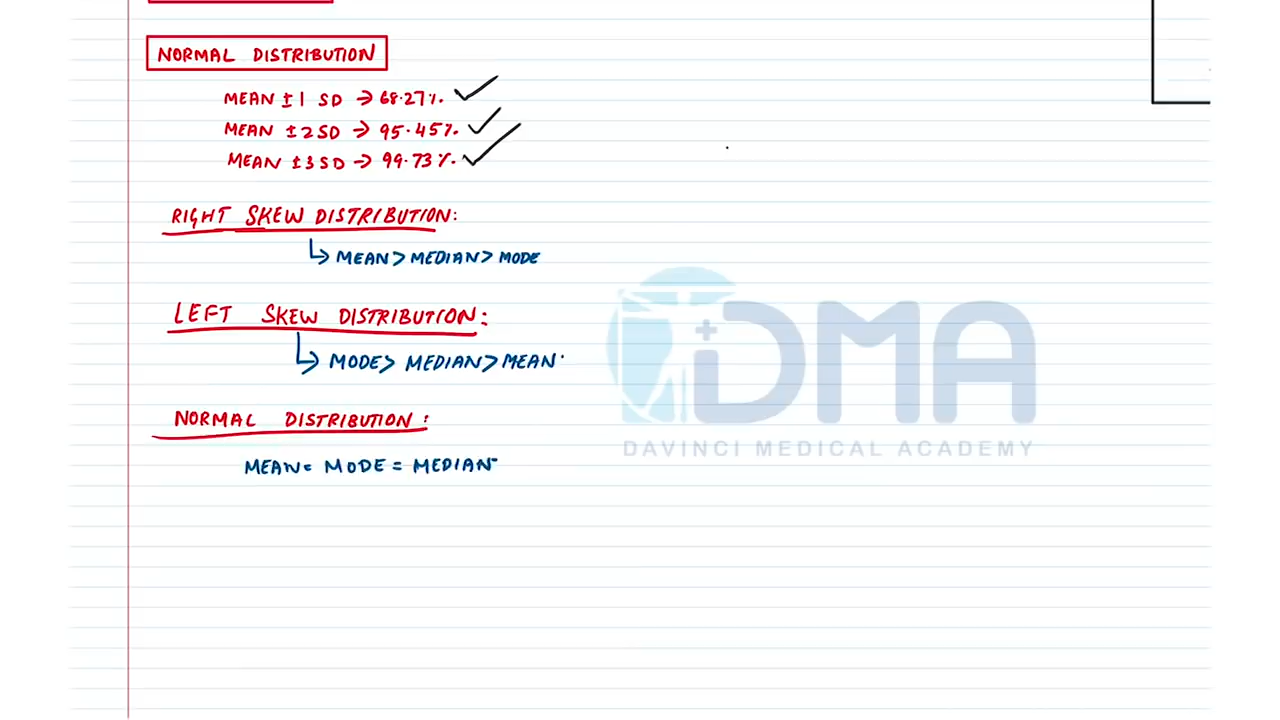 NORMAL DISTRIBUTION
MEAN ±1 SD → 68.27%.
MEAN ±2SD → 95.45%.
MEAN ±3SD → 99.73%.
RIGHT SKEW DISTRIBUTION:
MEAN > MEDIAN > MODE
LEFT SKEW DISTRIBUTION:
MODE > MEDIAN > MEAN
NORMAL DISTRIBUTION:
MEAN = MODE = MEDIAN
DMA
DAVINCI MEDICAL ACADEMY